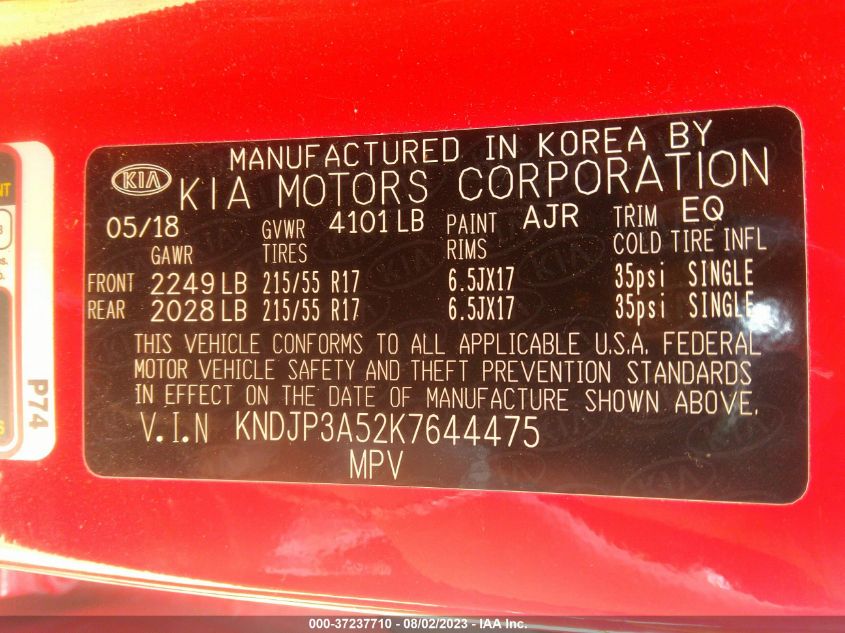 MANUFACTURED IN KOREA BY
KIA KIA MOTORS CORPORATION
05/18 GVWR 4101 LB PAINT AJR TRIM EQ
GAWR TIRES RIMS COLD TIRE INFL
FRONT 2249 LB 215/55 R17 6.5JX17 35psi SINGLE
REAR 2028 LB 215/55 R17 6.5JX17 35psi SINGLE
THIS VEHICLE CONFORMS TO ALL APPLICABLE U.S.A. FEDERAL
MOTOR VEHICLE SAFETY AND THEFT PREVENTION STANDARDS
IN EFFECT ON THE DATE OF MANUFACTURE SHOWN ABOVE.
V.I.N KNDJP3A52K7644475
MPV
P74
000-37237710 - 08/02/2023 - IAA Inc.